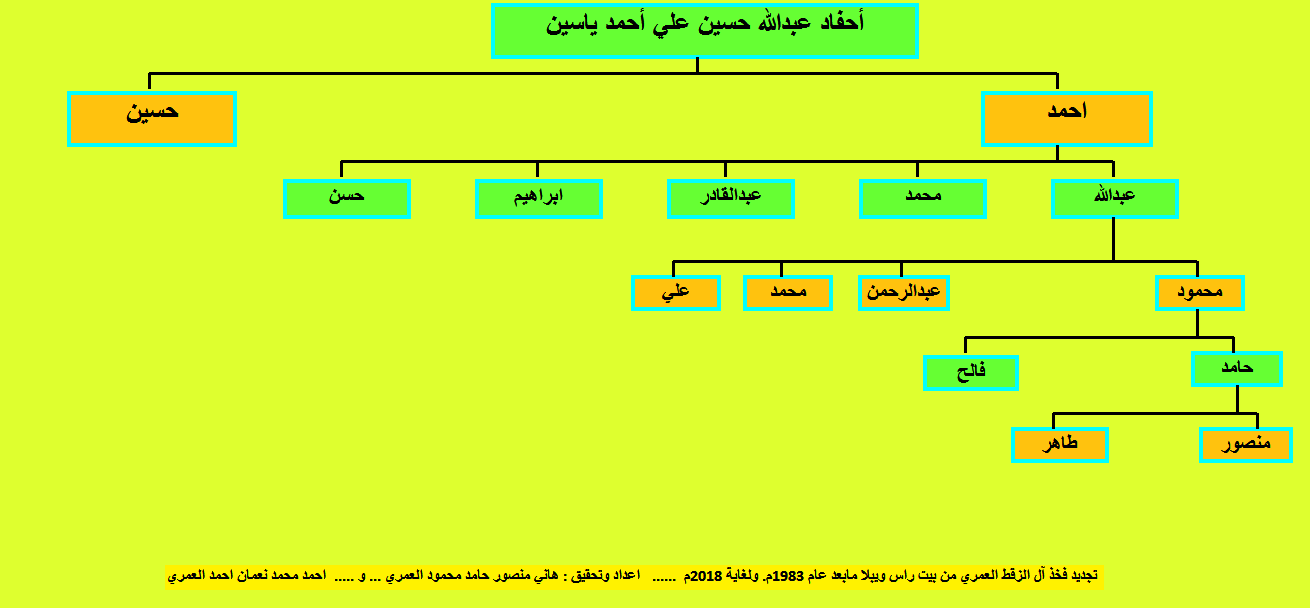 أحفاد عبدالله حسين علي أحمد ياسين
احمد
حسين
عبدالله
محمد
عبدالقادر
ابراهيم
حسن
محمود
عبدالرحمن
محمد
علي
حامد
فالح
منصور
طاهر
تجديد فخذ آل الزقط العمري من بيت راس ويبلا مابعد عام 1983م. ولغاية 2018م ...... اعداد وتحقيق : هاني منصور حامد محمود العمري ... و ..... احمد محمد نعمان احمد العمري